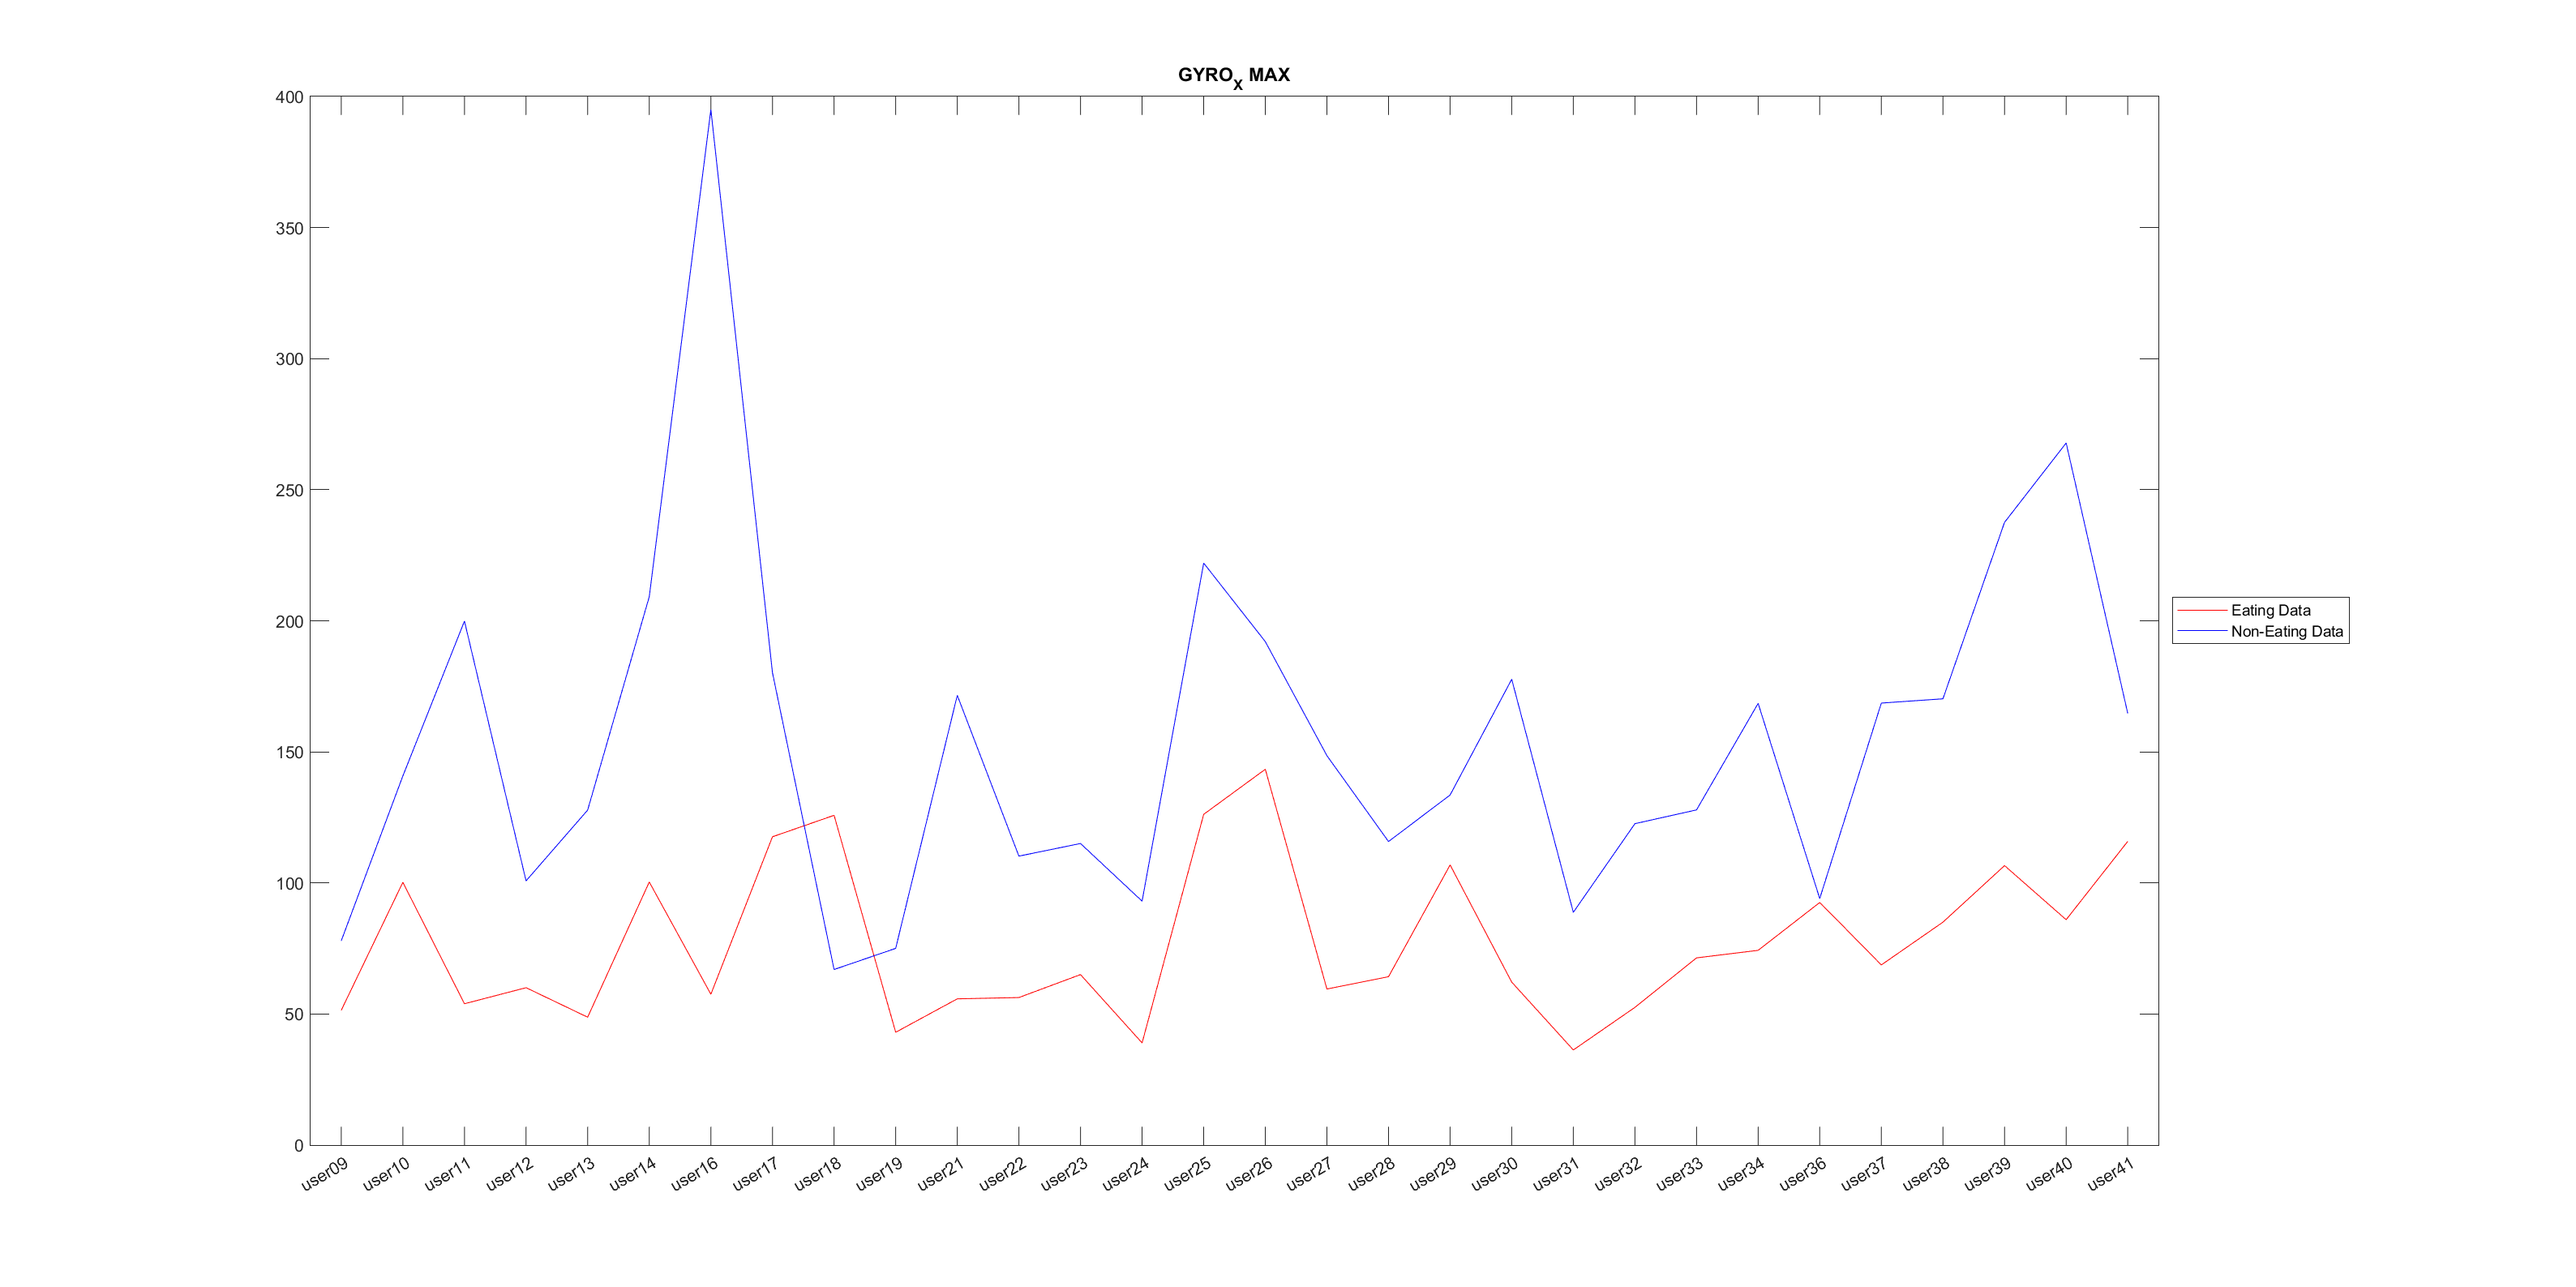 GYROX MAX
400
350
300
250
200
150
100
50
0
user09 user10 user11 user12 user13 user14 user16 user17 user18 user19 user21 user22 user23 user24 user25 user26 user27 user28 user29 user30 user31 user32 user33 user34 user36 user37 user38 user39 user40 user41
Eating Data
Non-Eating Data